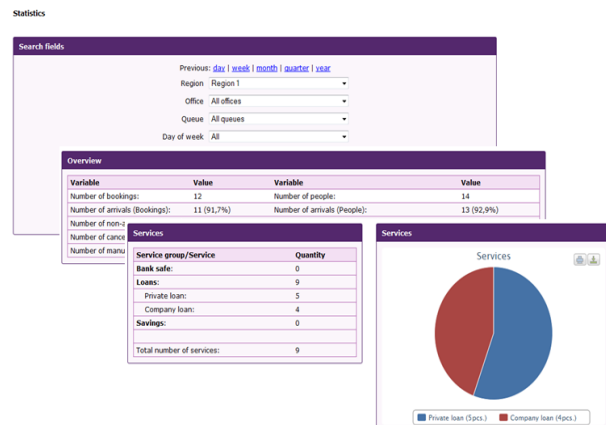 Statistics
Search fields
Previous: day | week | month | quarter | year
Region Region 1
Office All offices
Queue All queues
Day of week All
Overview
Variable Value Variable Value
Number of bookings: 12 Number of people: 14
Number of arrivals (Bookings): 11 (91,7%) Number of arrivals (People): 13 (92,9%)
Number of
Number of
Number of
Services
Service group/Service Quantity
Bank safe: 0
Loans: 9
Private loan: 5
Company loan: 4
Savings: 0
Total number of services: 9
Services
Services
Private loan (5pcs.) Company loan (4pcs.)